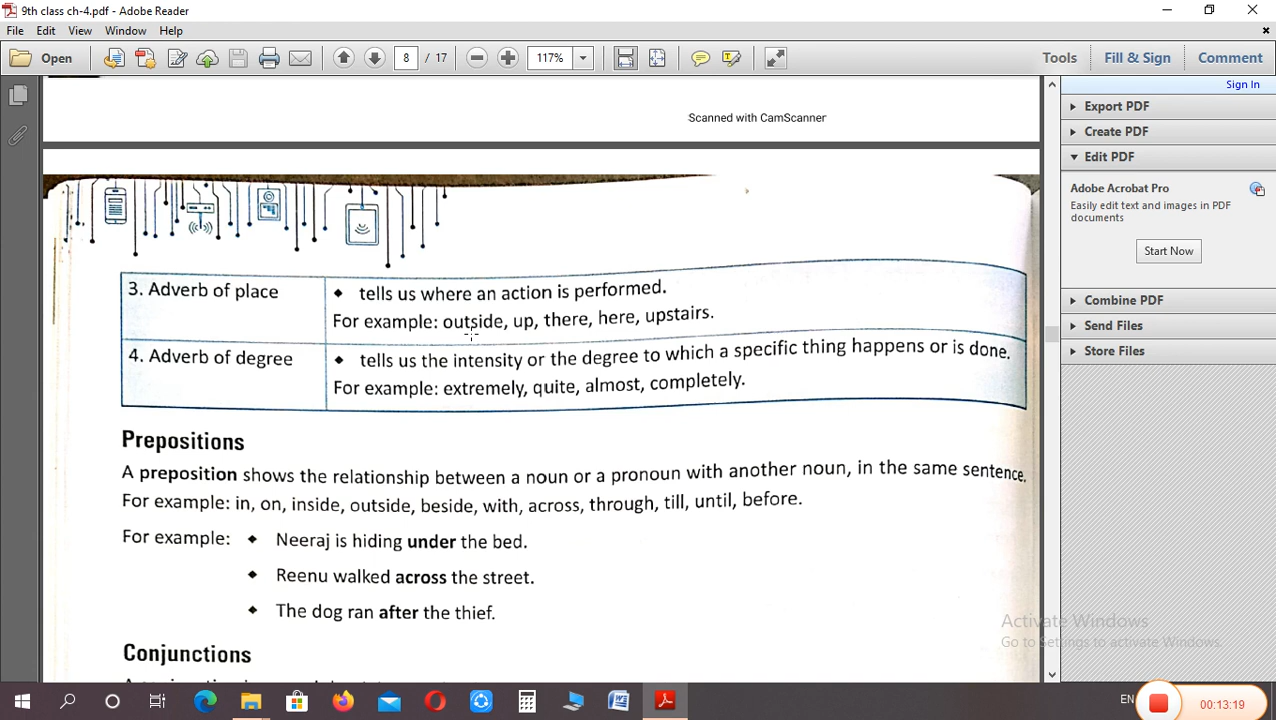 9th class ch-4.pdf - Adobe Reader
File Edit View Window Help
Open 8 / 17 117% Tools Fill & Sign Comment
Sign In
Export PDF
Create PDF
Edit PDF
Adobe Acrobat Pro
Easily edit text and images in PDF
documents
Start Now
Combine PDF
Send Files
Store Files
Scanned with CamScanner
3. Adverb of place
◆ tells us where an action is performed.
For example: outside, up, there, here, upstairs.
4. Adverb of degree
◆ tells us the intensity or the degree to which a specific thing happens or is done.
For example: extremely, quite, almost, completely.
Prepositions
A preposition shows the relationship between a noun or a pronoun with another noun, in the same sentence.
For example: in, on, inside, outside, beside, with, across, through, till, until, before.
For example: ◆ Neeraj is hiding under the bed.
◆ Reenu walked across the street.
◆ The dog ran after the thief.
Conjunctions
Activate Windows
Go to Settings to activate Windows.
EN
00:13:19